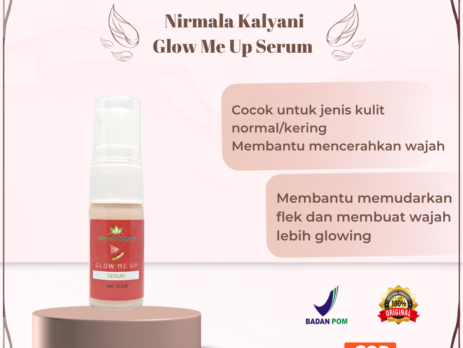 Nirmala Kalyani
Glow Me Up Serum
Cocok untuk jenis kulit
normal/kering
Membantu mencerahkan wajah
Membantu memudarkan
flek dan membuat wajah
lebih glowing
GLOW ME UP
SERUM
BADAN POM
100%
ORIGINAL